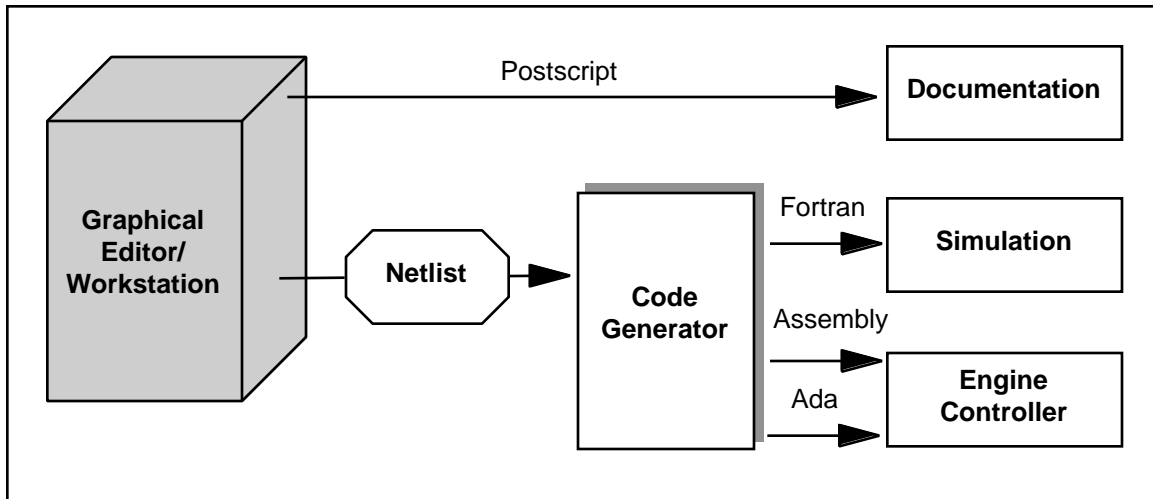 Postscript
Documentation
Graphical
Editor/
Workstation
Netlist
Code
Generator
Fortran
Simulation
Assembly
Ada
Engine
Controller